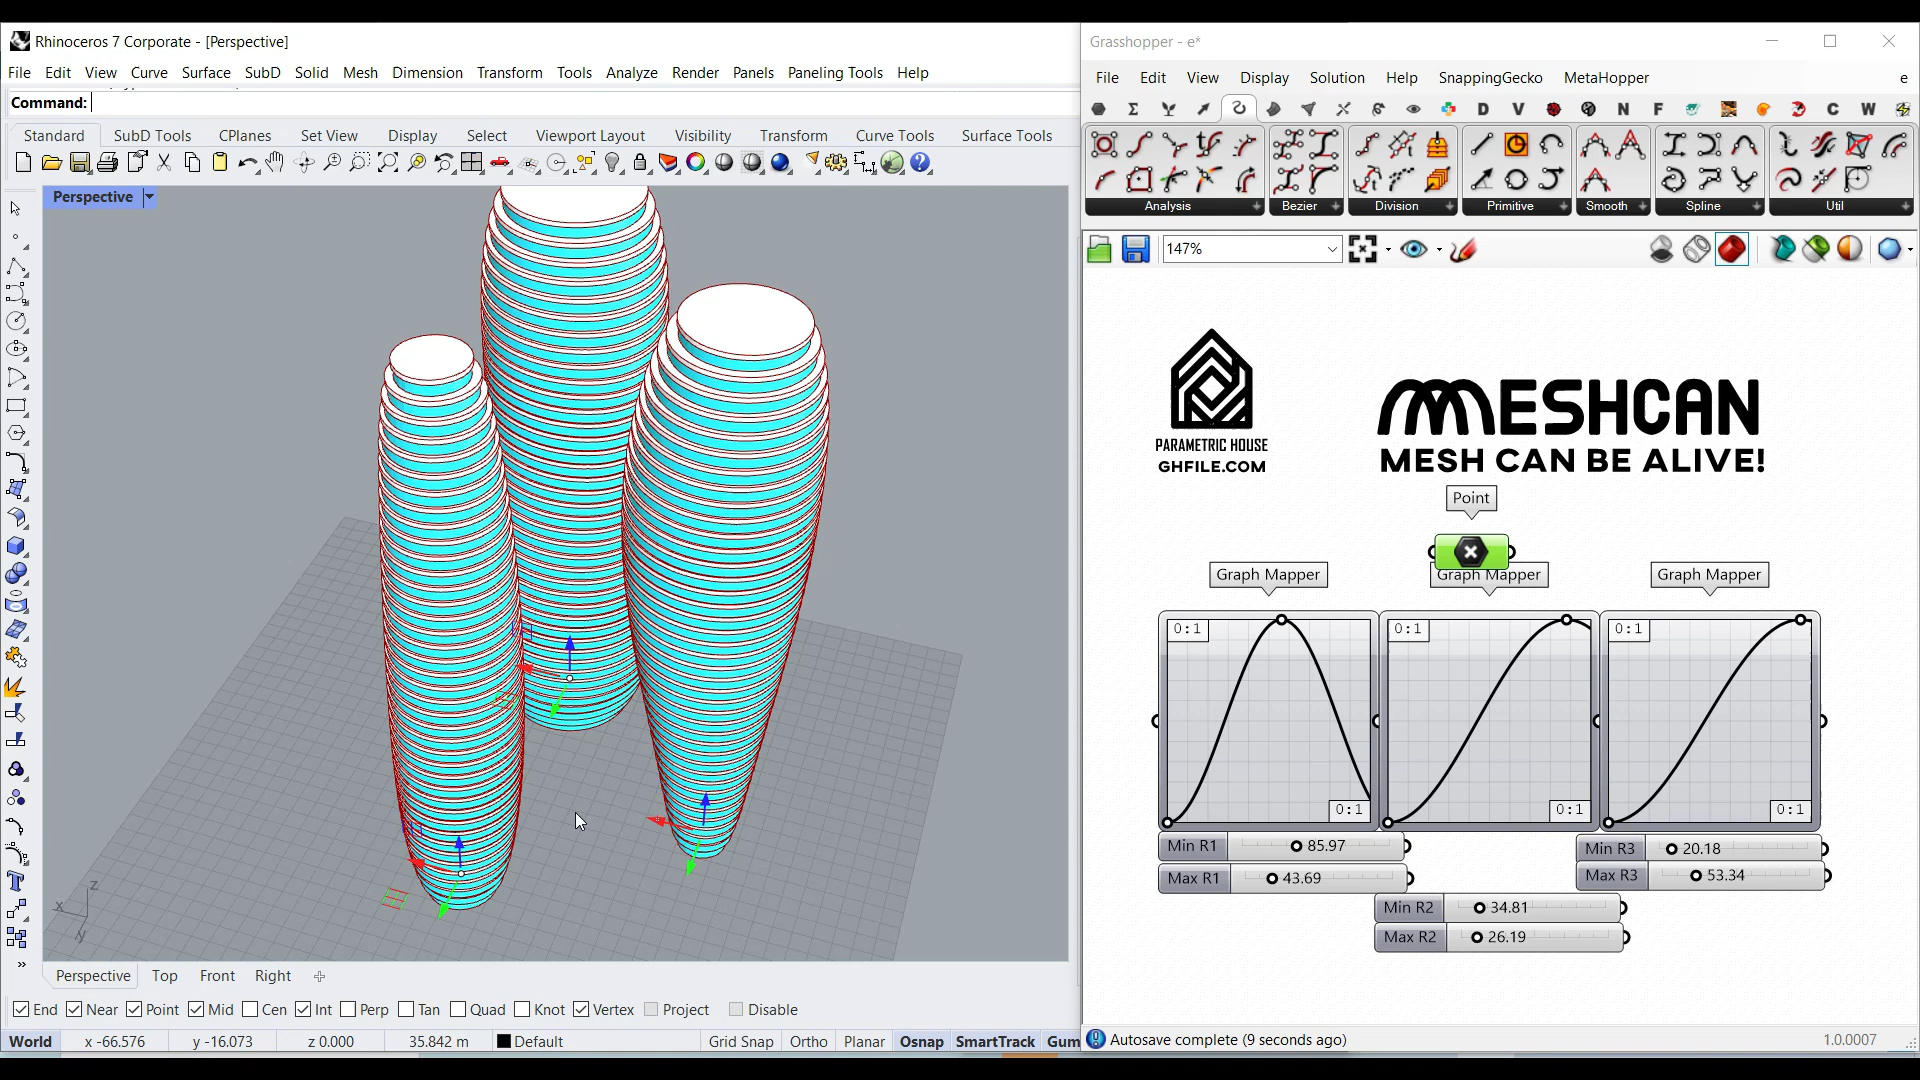 Rhinoceros 7 Corporate - [Perspective]
File Edit View Curve Surface SubD Solid Mesh Dimension Transform Tools Analyze Render Panels Paneling Tools Help
Command:
Standard SubD Tools CPlanes Set View Display Select Viewport Layout Visibility Transform Curve Tools Surface Tools
Perspective
z
x
y
Perspective Top Front Right
End Near Point Mid Cen Int Perp Tan Quad Knot Vertex Project Disable
World x -66.576 y -16.073 z 0.000 35.842 m Default Grid Snap Ortho Planar Osnap SmartTrack Gum
Grasshopper - e*
File Edit View Display Solution Help SnappingGecko MetaHopper e
D V N F C W
Analysis Bezier Division Primitive Smooth Spline Util
147%
PARAMETRIC HOUSE
GHFILE.COM
MESHCAN
MESH CAN BE ALIVE!
Point
Graph Mapper Graph Mapper Graph Mapper
0:1 0:1 0:1
0:1 0:1 0:1
Min R1 85.97
Max R1 43.69
Min R3 20.18
Max R3 53.34
Min R2 34.81
Max R2 26.19
Autosave complete (9 seconds ago)
1.0.0007